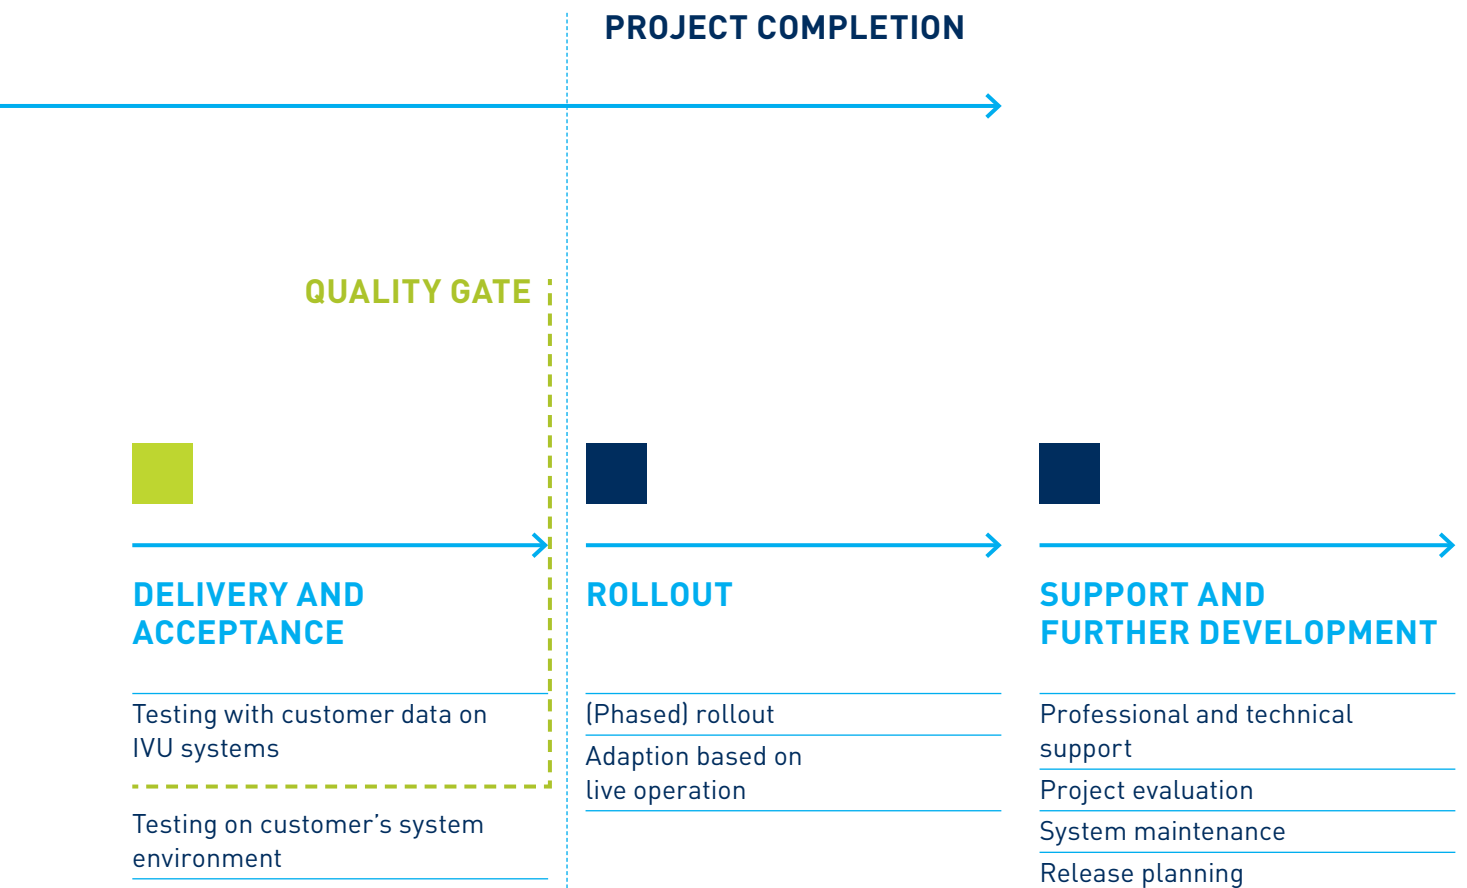 PROJECT COMPLETION
QUALITY GATE
DELIVERY AND
ACCEPTANCE
Testing with customer data on
IVU systems
Testing on customer’s system
environment
ROLLOUT
(Phased) rollout
Adaption based on
live operation
SUPPORT AND
FURTHER DEVELOPMENT
Professional and technical
support
Project evaluation
System maintenance
Release planning